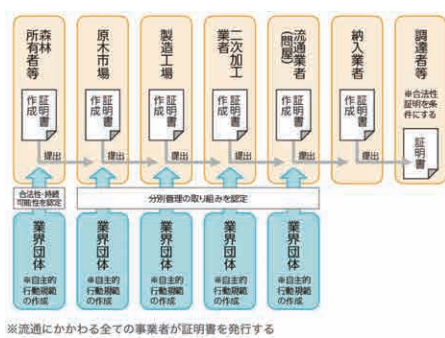 森林
所有者等
証明書
作成
提出
原木市場
証明書
作成
提出
製造工場
証明書
作成
提出
二次加工
業者
証明書
作成
提出
流通業者
(問屋)
証明書
作成
提出
納入業者
証明書
作成
提出
調達者等
※合法性
証明を条
件にする
証明書
合法性・持続
可能性を認定
分別管理の取り組みを認定
業界団体
※自主的
行動規範
の作成
業界団体
※自主的
行動規範
の作成
業界団体
※自主的
行動規範
の作成
業界団体
※自主的
行動規範
の作成
業界団体
※自主的
行動規範
の作成
※流通にかかわる全ての事業者が証明書を発行する